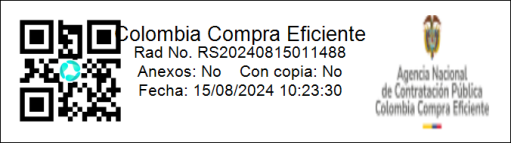 Colombia Compra Eficiente
Rad No. RS20240815011488
Anexos: No Con copia: No
Fecha: 15/08/2024 10:23:30
Agencia Nacional
de Contratación Pública
Colombia Compra Eficiente